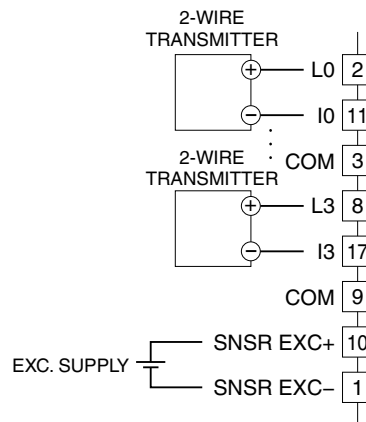 2-WIRE
TRANSMITTER
+ L0 2
− I0 11
COM 3
2-WIRE
TRANSMITTER
+ L3 8
− I3 17
COM 9
SNSR EXC+ 10
EXC. SUPPLY
SNSR EXC− 1